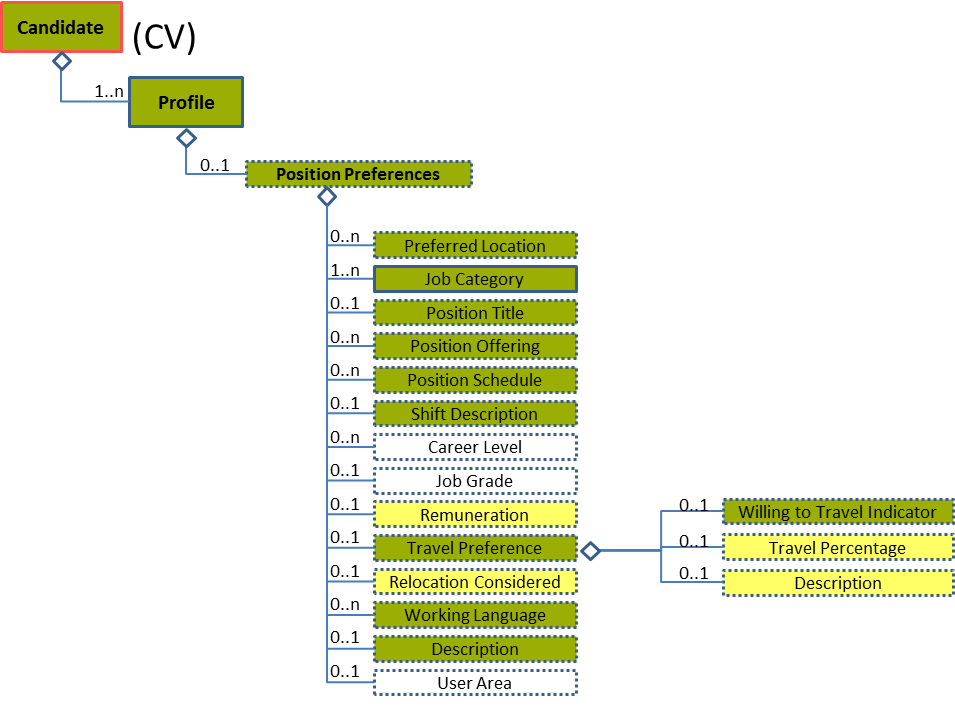 Candidate (CV)
1..n
Profile
0..1
Position Preferences
0..n Preferred Location
1..n Job Category
0..1 Position Title
0..n Position Offering
0..n Position Schedule
0..1 Shift Description
0..n Career Level
0..1 Job Grade
0..1 Remuneration
0..1 Travel Preference
0..1 Willing to Travel Indicator
0..1 Travel Percentage
0..1 Description
0..1 Relocation Considered
0..n Working Language
0..1 Description
0..1 User Area